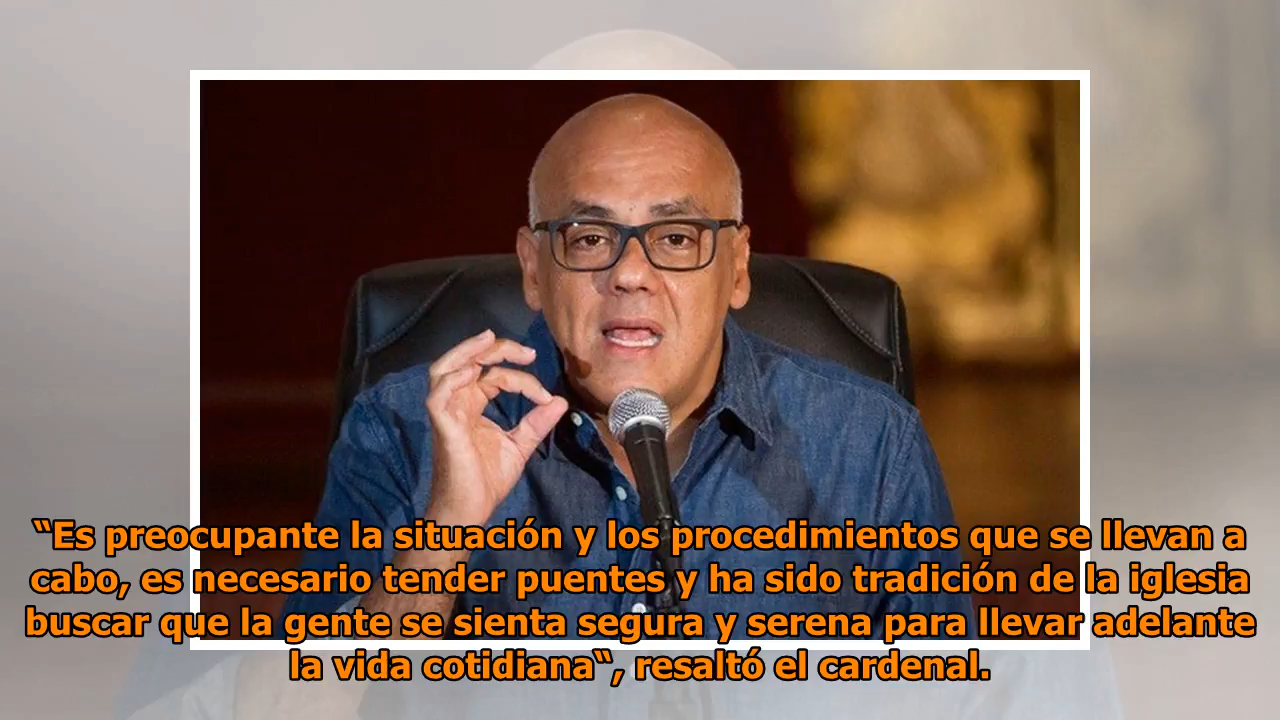 “Es preocupante la situación y los procedimientos que se llevan a
cabo, es necesario tender puentes y ha sido tradición de la iglesia
buscar que la gente se sienta segura y serena para llevar adelante
la vida cotidiana“, resaltó el cardenal.